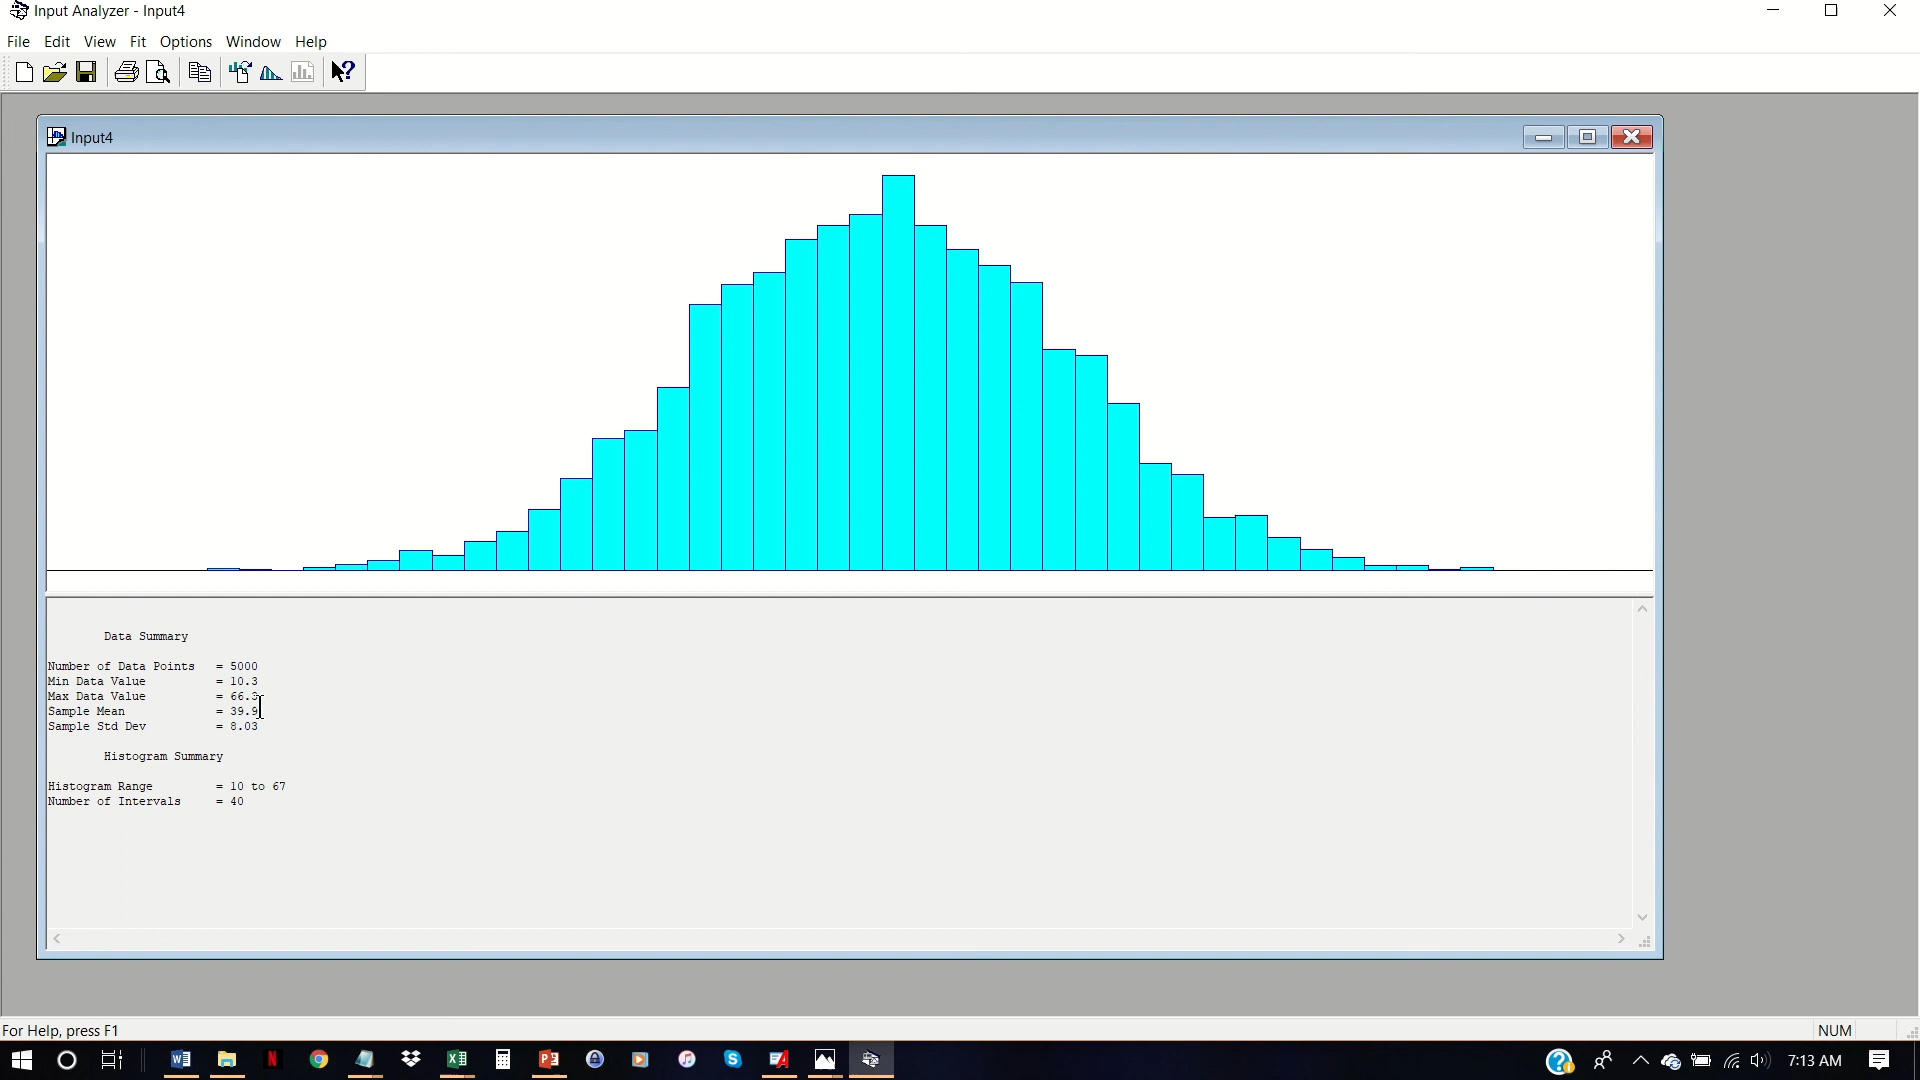 Input Analyzer - Input4
File Edit View Fit Options Window Help
Input4
Data Summary
Number of Data Points = 5000
Min Data Value = 10.3
Max Data Value = 66.3
Sample Mean = 39.9
Sample Std Dev = 8.03
Histogram Summary
Histogram Range = 10 to 67
Number of Intervals = 40
For Help, press F1
NUM
7:13 AM